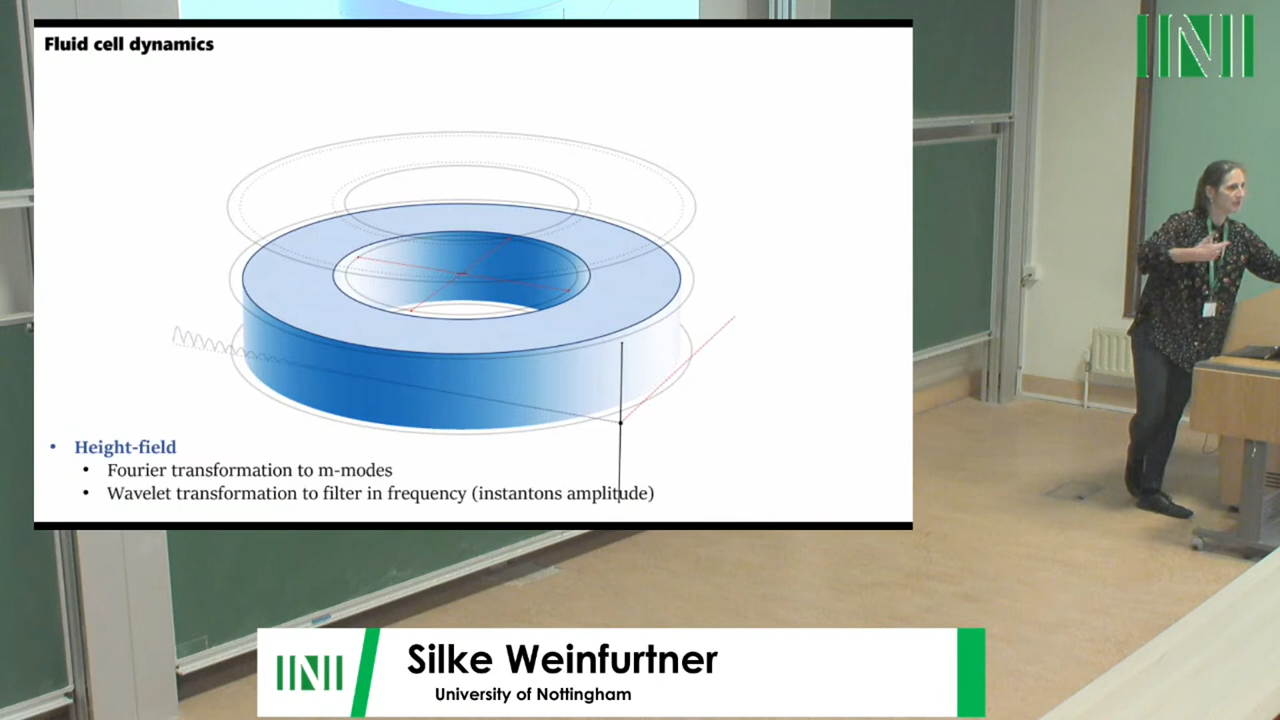 INI
Fluid cell dynamics
• Height-field
• Fourier transformation to m-modes
• Wavelet transformation to filter in frequency (instantons amplitude)
INI
Silke Weinfurtner
University of Nottingham